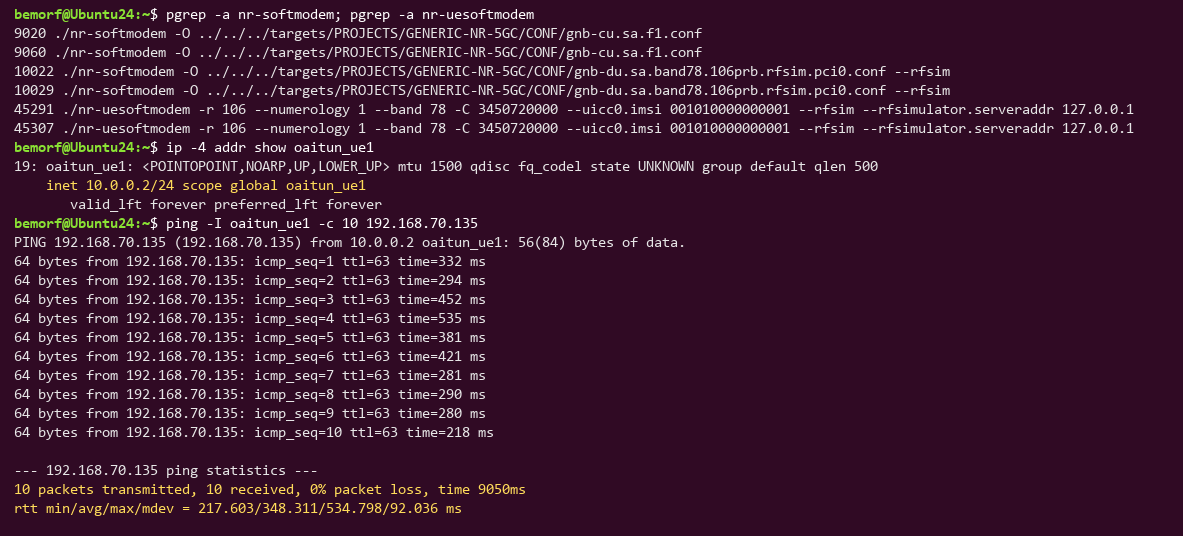 bemorf@Ubuntu24:~$ pgrep -a nr-softmodem; pgrep -a nr-uesoftmodem
9020 ./nr-softmodem -O ../../../targets/PROJECTS/GENERIC-NR-5GC/CONF/gnb-cu.sa.f1.conf
9060 ./nr-softmodem -O ../../../targets/PROJECTS/GENERIC-NR-5GC/CONF/gnb-cu.sa.f1.conf
10022 ./nr-softmodem -O ../../../targets/PROJECTS/GENERIC-NR-5GC/CONF/gnb-du.sa.band78.106prb.rfsim.pci0.conf --rfsim
10029 ./nr-softmodem -O ../../../targets/PROJECTS/GENERIC-NR-5GC/CONF/gnb-du.sa.band78.106prb.rfsim.pci0.conf --rfsim
45291 ./nr-uesoftmodem -r 106 --numerology 1 --band 78 -C 3450720000 --uicc0.imsi 001010000000001 --rfsim --rfsimulator.serveraddr 127.0.0.1
45307 ./nr-uesoftmodem -r 106 --numerology 1 --band 78 -C 3450720000 --uicc0.imsi 001010000000001 --rfsim --rfsimulator.serveraddr 127.0.0.1
bemorf@Ubuntu24:~$ ip -4 addr show oaitun_ue1
19: oaitun_ue1: <POINTOPOINT,NOARP,UP,LOWER_UP> mtu 1500 qdisc fq_codel state UNKNOWN group default qlen 500
    inet 10.0.0.2/24 scope global oaitun_ue1
       valid_lft forever preferred_lft forever
bemorf@Ubuntu24:~$ ping -I oaitun_ue1 -c 10 192.168.70.135
PING 192.168.70.135 (192.168.70.135) from 10.0.0.2 oaitun_ue1: 56(84) bytes of data.
64 bytes from 192.168.70.135: icmp_seq=1 ttl=63 time=332 ms
64 bytes from 192.168.70.135: icmp_seq=2 ttl=63 time=294 ms
64 bytes from 192.168.70.135: icmp_seq=3 ttl=63 time=452 ms
64 bytes from 192.168.70.135: icmp_seq=4 ttl=63 time=535 ms
64 bytes from 192.168.70.135: icmp_seq=5 ttl=63 time=381 ms
64 bytes from 192.168.70.135: icmp_seq=6 ttl=63 time=421 ms
64 bytes from 192.168.70.135: icmp_seq=7 ttl=63 time=281 ms
64 bytes from 192.168.70.135: icmp_seq=8 ttl=63 time=290 ms
64 bytes from 192.168.70.135: icmp_seq=9 ttl=63 time=280 ms
64 bytes from 192.168.70.135: icmp_seq=10 ttl=63 time=218 ms

--- 192.168.70.135 ping statistics ---
10 packets transmitted, 10 received, 0% packet loss, time 9050ms
rtt min/avg/max/mdev = 217.603/348.311/534.798/92.036 ms